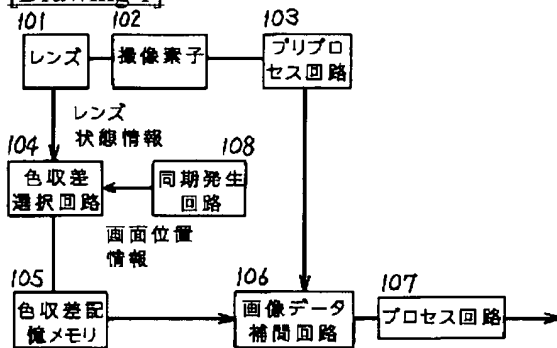 [Drawing 1]
101
レンズ
102
撮像素子
103
プリプロ
セス回路
レンズ
状態情報
104
色収差
選択回路
108
同期発生
回路
画面位置
情報
105
色収差記
憶メモリ
106
画像データ
補間回路
107
プロセス回路